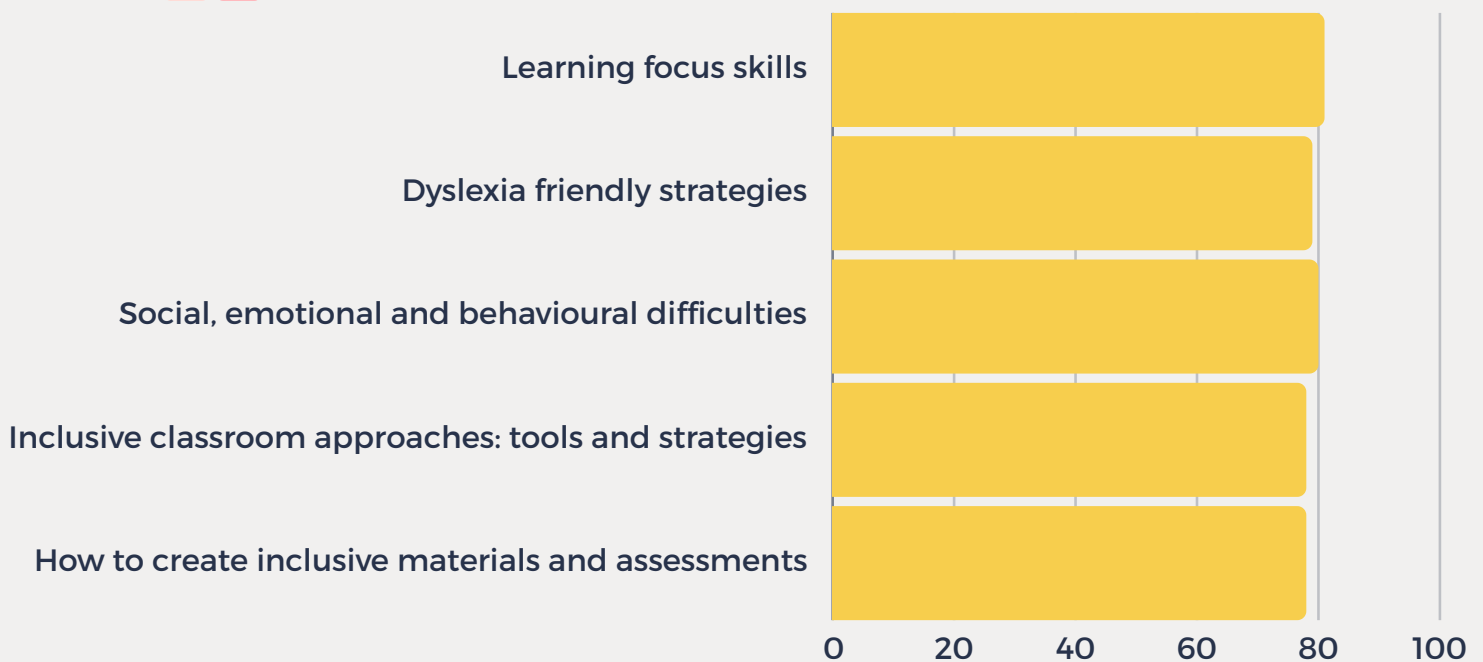 Learning focus skills
Dyslexia friendly strategies
Social, emotional and behavioural difficulties
Inclusive classroom approaches: tools and strategies
How to create inclusive materials and assessments
0 20 40 60 80 100